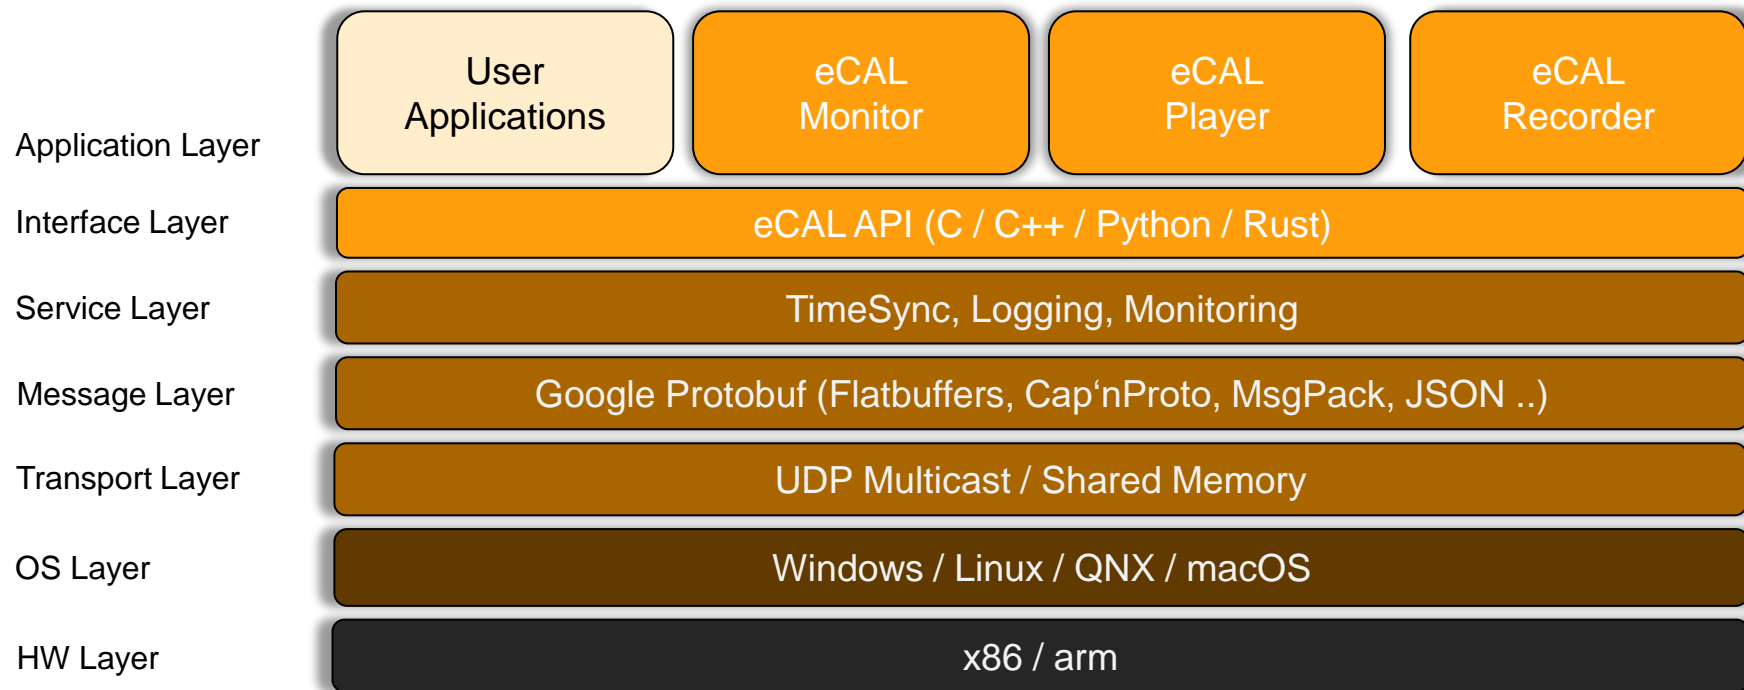 User
Applications
eCAL
Monitor
eCAL
Player
eCAL
Recorder
Application Layer
Interface Layer
eCAL API (C / C++ / Python / Rust)
Service Layer
TimeSync, Logging, Monitoring
Message Layer
Google Protobuf (Flatbuffers, Cap‘nProto, MsgPack, JSON ..)
Transport Layer
UDP Multicast / Shared Memory
OS Layer
Windows / Linux / QNX / macOS
HW Layer
x86 / arm